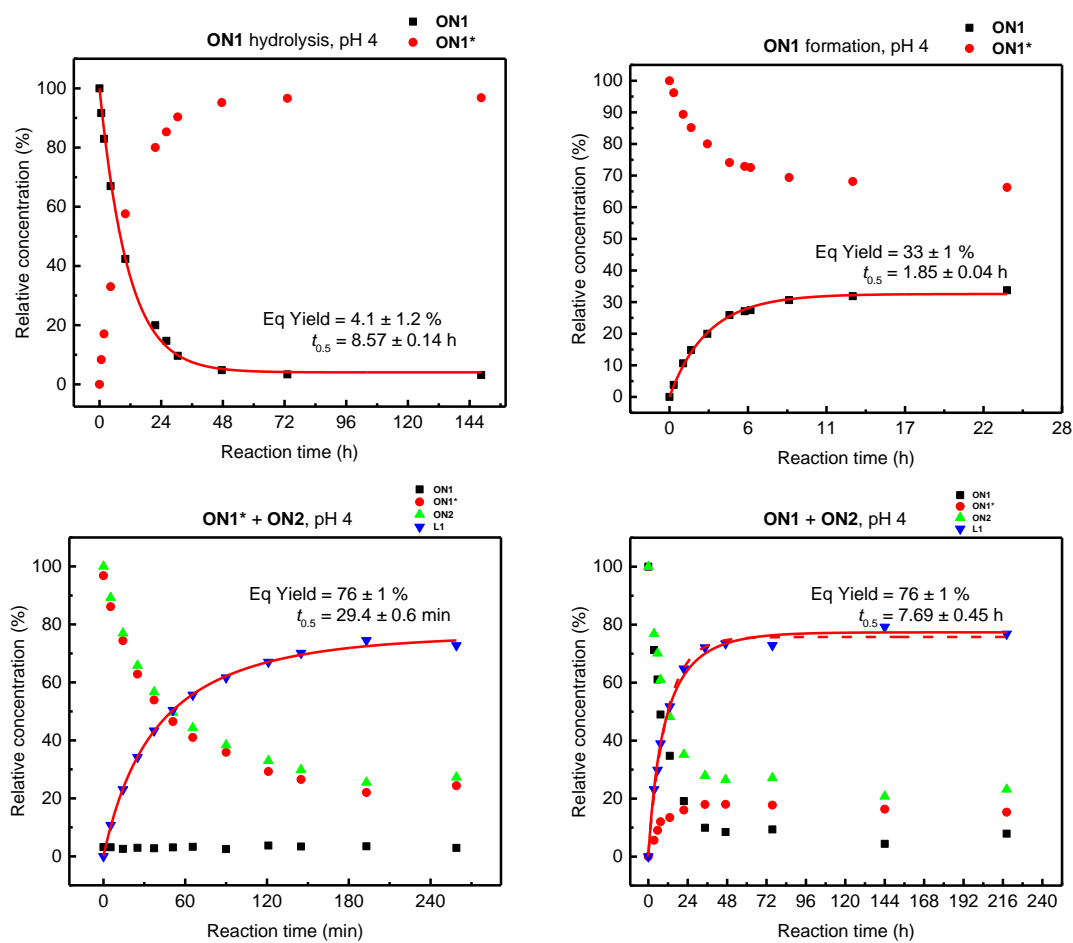 ON1 hydrolysis, pH 4
ON1
ON1*
Relative concentration (%)
100
80
60
40
20
0
Eq Yield = 4.1 ± 1.2 %
t0.5 = 8.57 ± 0.14 h
0 24 48 72 96 120 144
Reaction time (h)
ON1 formation, pH 4
ON1
ON1*
Relative concentration (%)
100
90
80
70
60
50
40
30
20
10
0
Eq Yield = 33 ± 1 %
t0.5 = 1.85 ± 0.04 h
0 6 11 17 22 28
Reaction time (h)
ON1* + ON2, pH 4
ON1
ON1*
ON2
L1
Relative concentration (%)
100
80
60
40
20
0
Eq Yield = 76 ± 1 %
t0.5 = 29.4 ± 0.6 min
0 60 120 180 240
Reaction time (min)
ON1 + ON2, pH 4
ON1
ON1*
ON2
L1
Relative concentration (%)
100
80
60
40
20
0
Eq Yield = 76 ± 1 %
t0.5 = 7.69 ± 0.45 h
0 24 48 72 96 120 144 168 192 216 240
Reaction time (h)